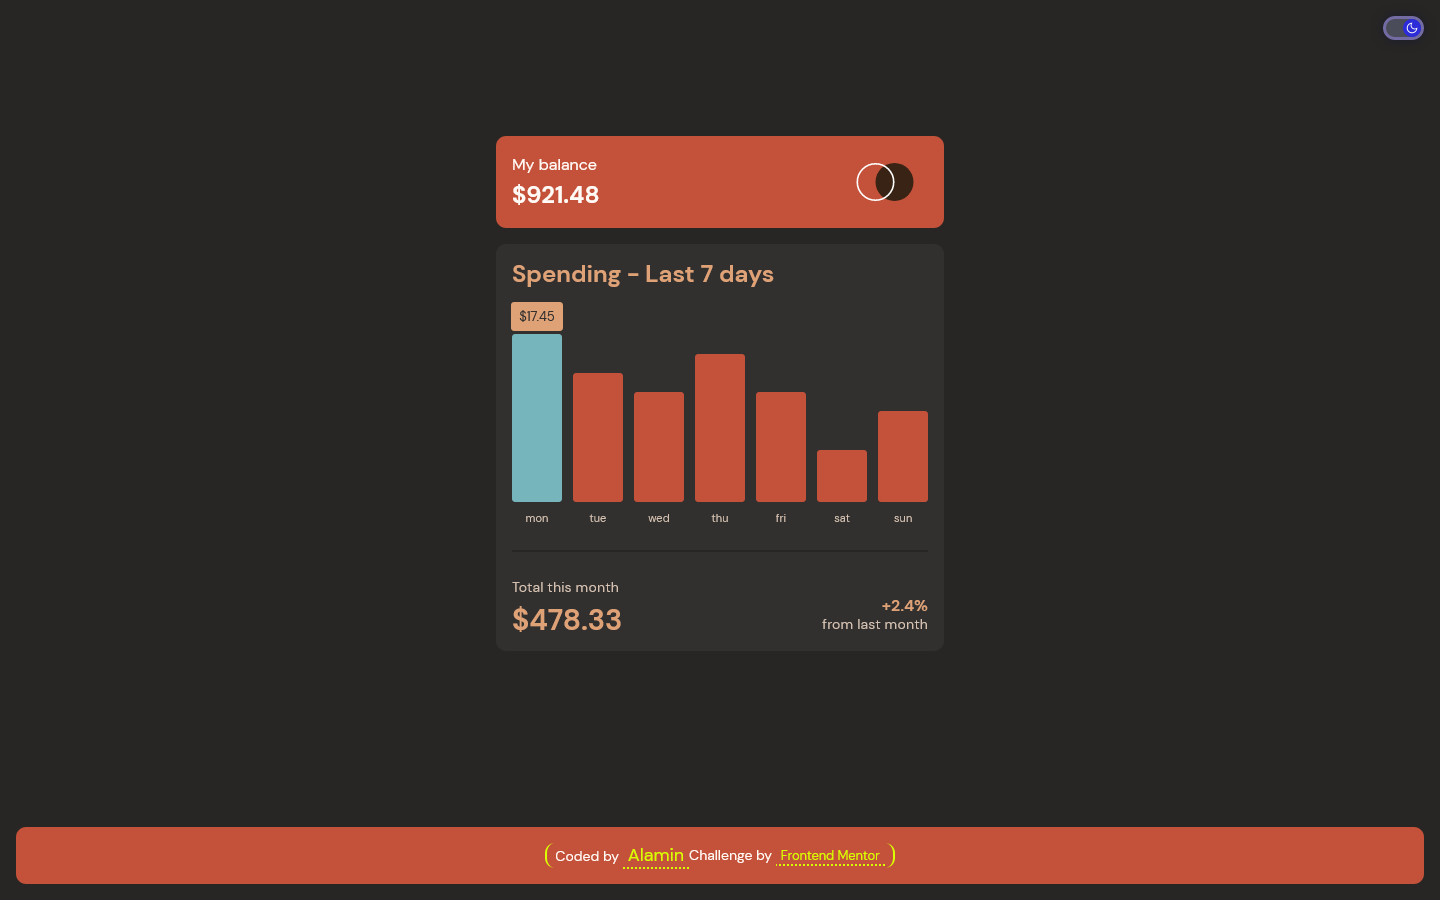 My balance
$921.48
Spending - Last 7 days
$17.45
mon tue wed thu fri sat sun
Total this month
$478.33
+2.4%
from last month
Coded by Alamin Challenge by Frontend Mentor